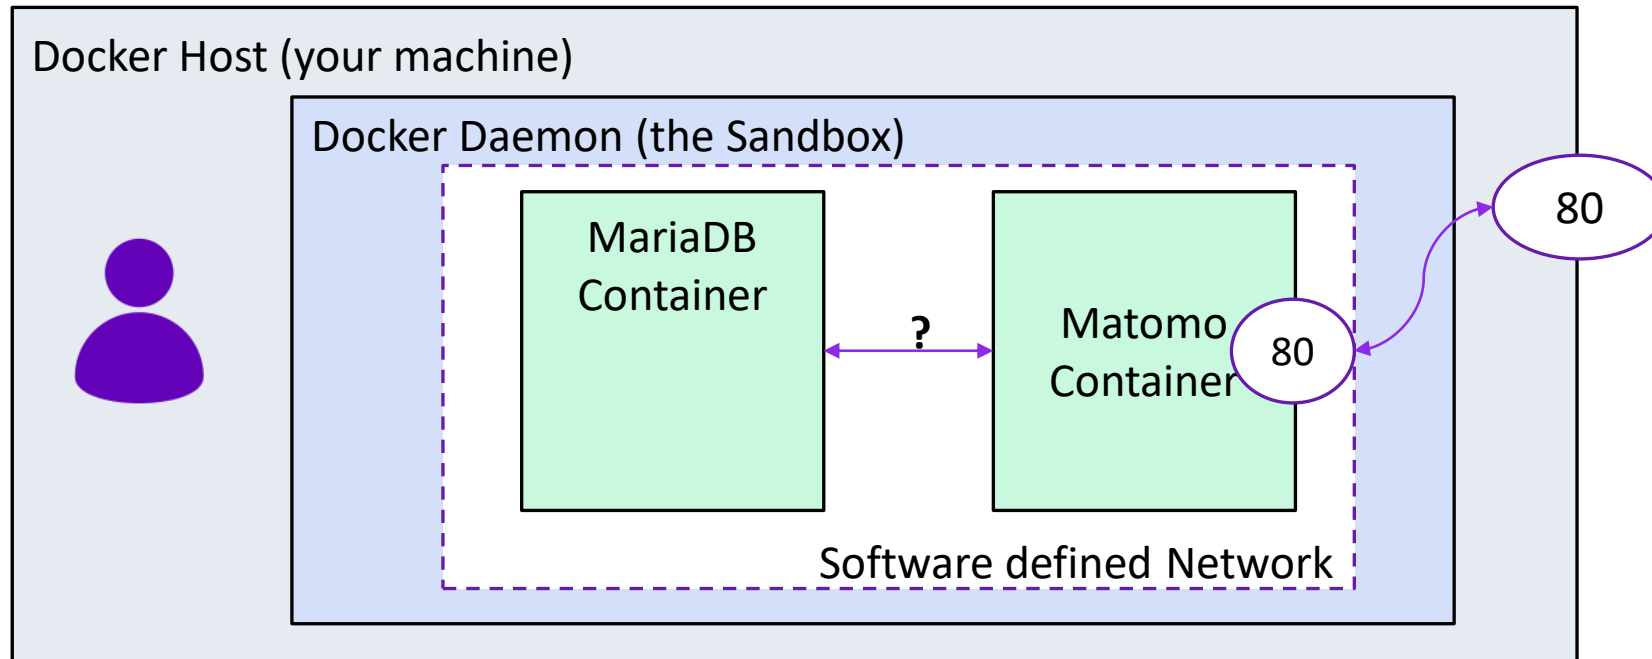 Docker Host (your machine)
Docker Daemon (the Sandbox)
MariaDB
Container
?
Matomo
Container
80
80
Software defined Network